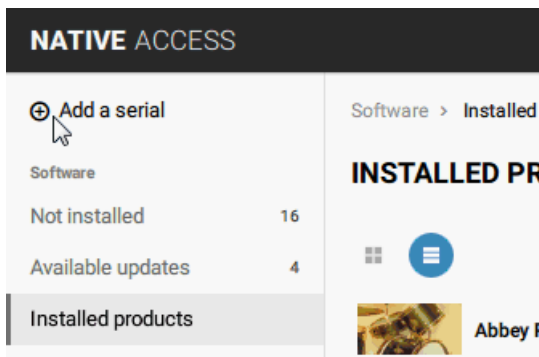 NATIVE ACCESS
Add a serial
Software > Installed
Software
INSTALLED PR
Not installed 16
Available updates 4
Installed products
Abbey